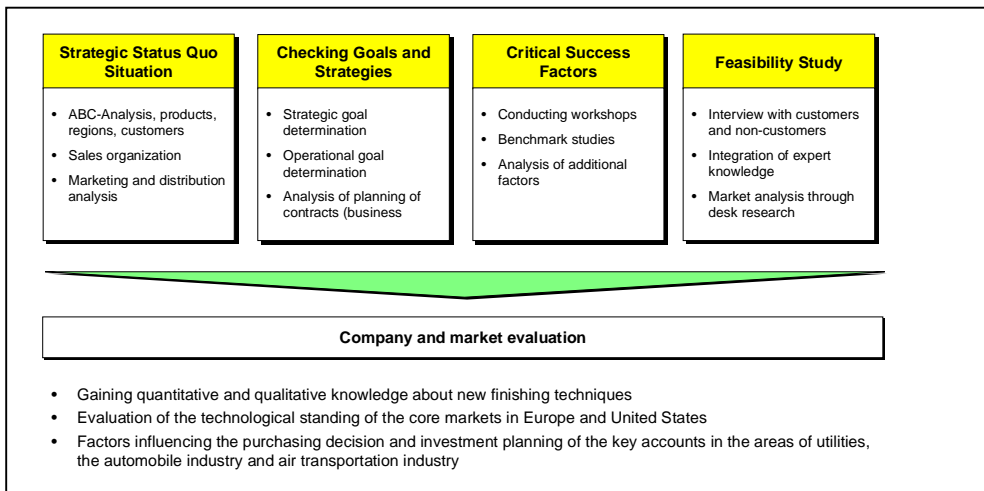 Strategic Status Quo
Situation
• ABC-Analysis, products,
regions, customers
• Sales organization
• Marketing and distribution
analysis
Checking Goals and
Strategies
• Strategic goal
determination
• Operational goal
determination
• Analysis of planning of
contracts (business
Critical Success
Factors
• Conducting workshops
• Benchmark studies
• Analysis of additional
factors
Feasibility Study
• Interview with customers
and non-customers
• Integration of expert
knowledge
• Market analysis through
desk research
Company and market evaluation
• Gaining quantitative and qualitative knowledge about new finishing techniques
• Evaluation of the technological standing of the core markets in Europe and United States
• Factors influencing the purchasing decision and investment planning of the key accounts in the areas of utilities,
the automobile industry and air transportation industry